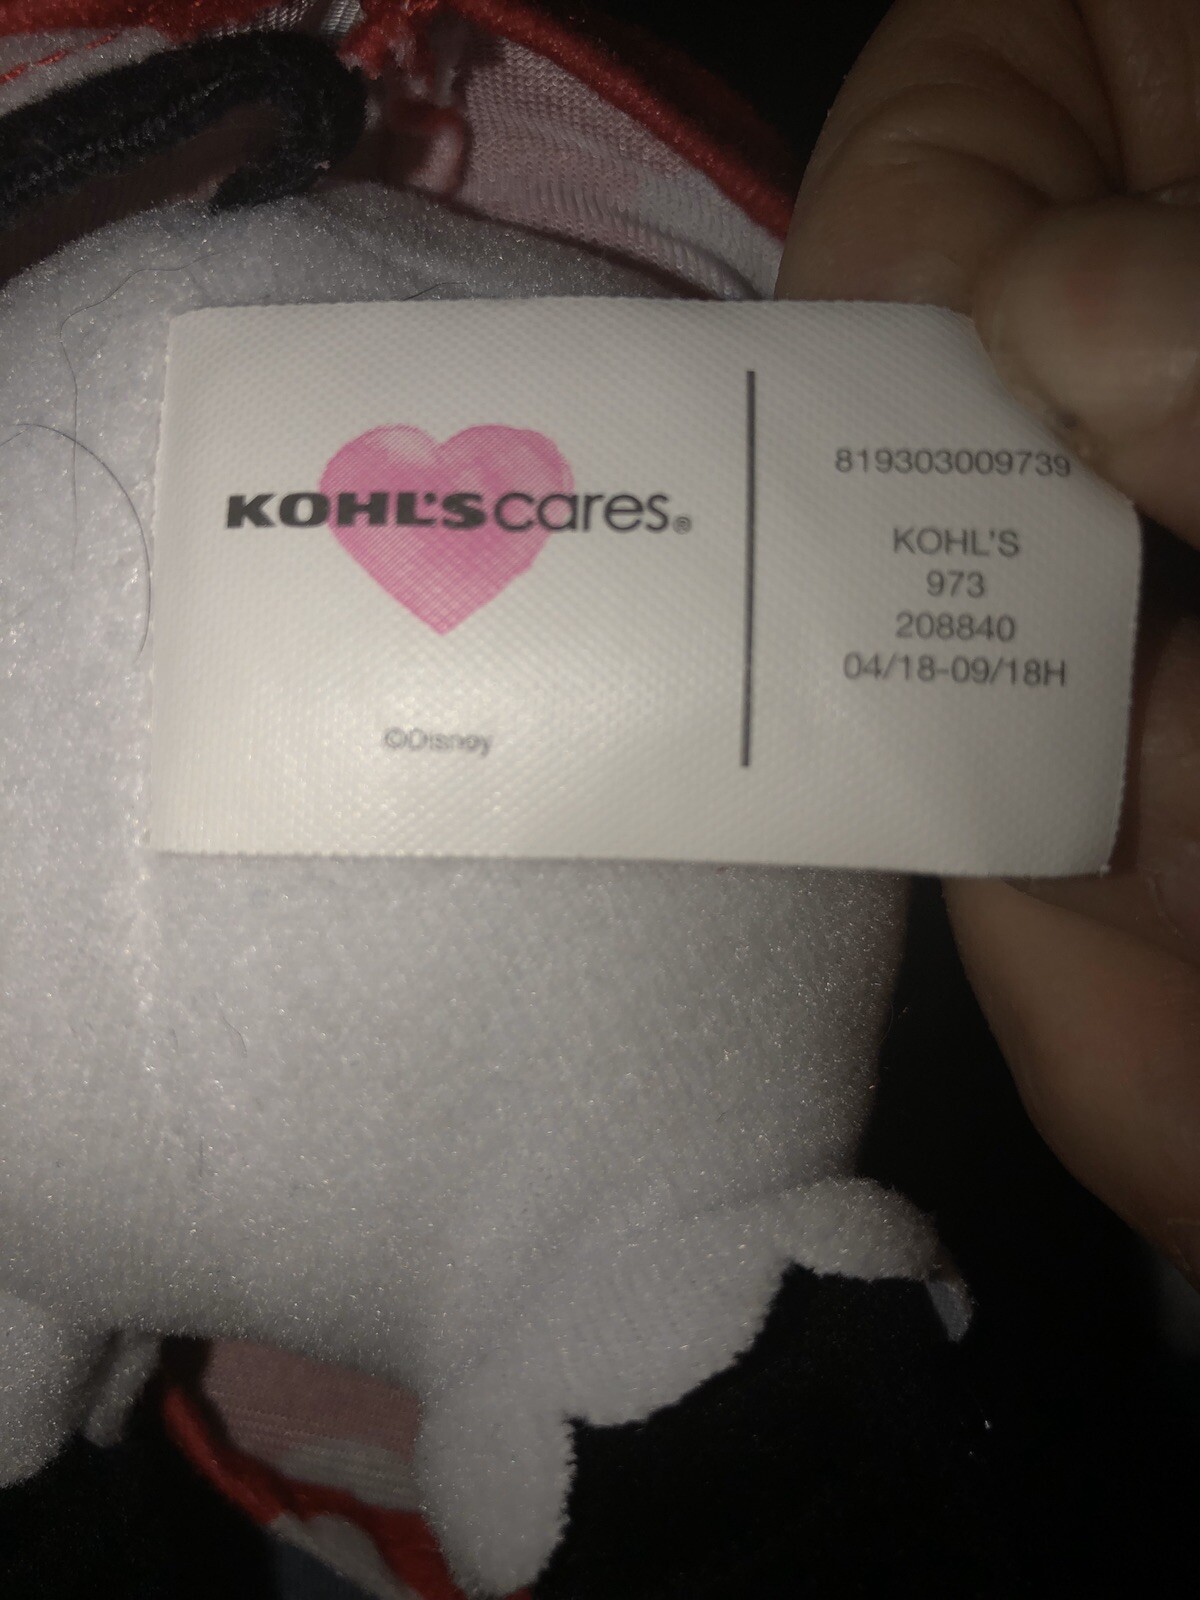 KOHL'S cares®
©Disney
819303009739
KOHL'S
973
208840
04/18-09/18H